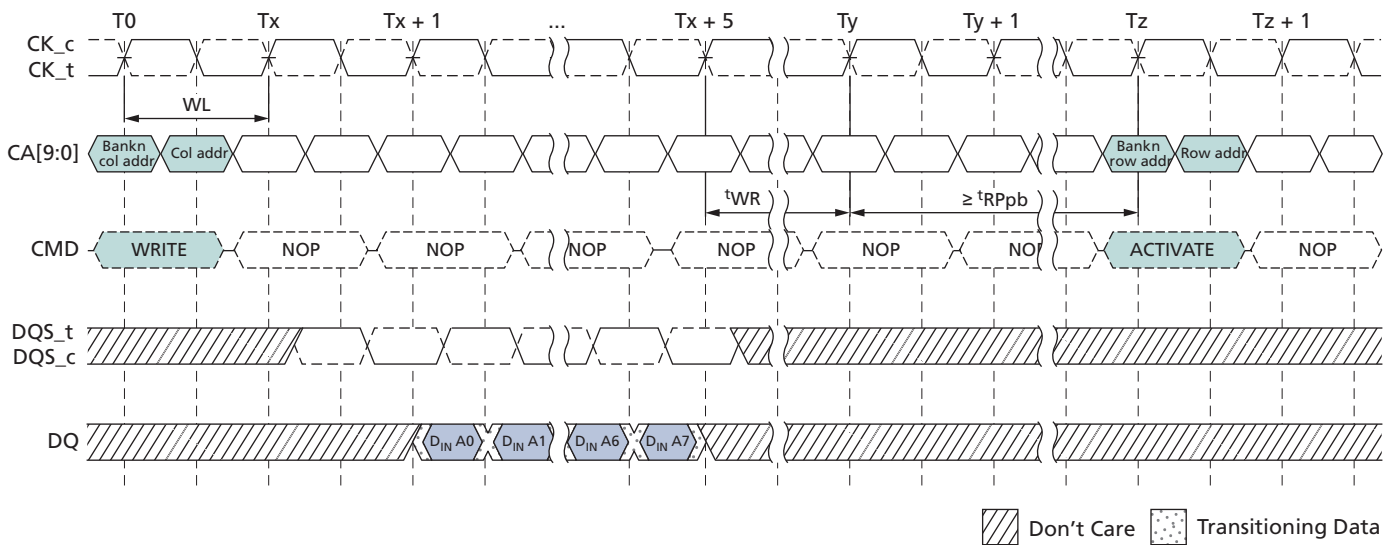 T0 Tx Tx + 1 ... Tx + 5 Ty Ty + 1 Tz Tz + 1
CK_c
CK_t
WL
CA[9:0] Bankn col addr Col addr Bankn row addr Row addr
tWR ≥ tRPpb
CMD WRITE NOP NOP NOP NOP NOP NOP ACTIVATE NOP
DQS_t
DQS_c
DQ DIN A0 DIN A1 DIN A6 DIN A7
Don't Care Transitioning Data